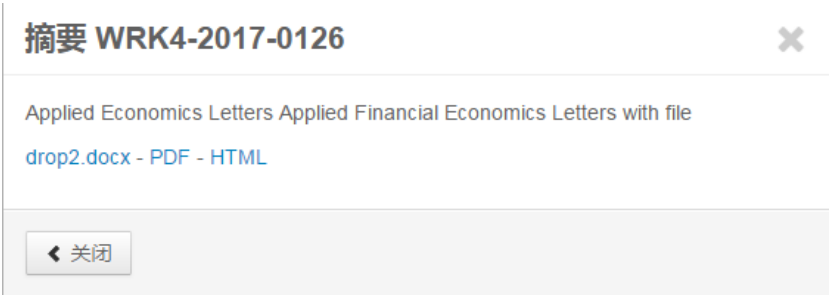 摘要 WRK4-2017-0126
Applied Economics Letters Applied Financial Economics Letters with file
drop2.docx - PDF - HTML
关闭